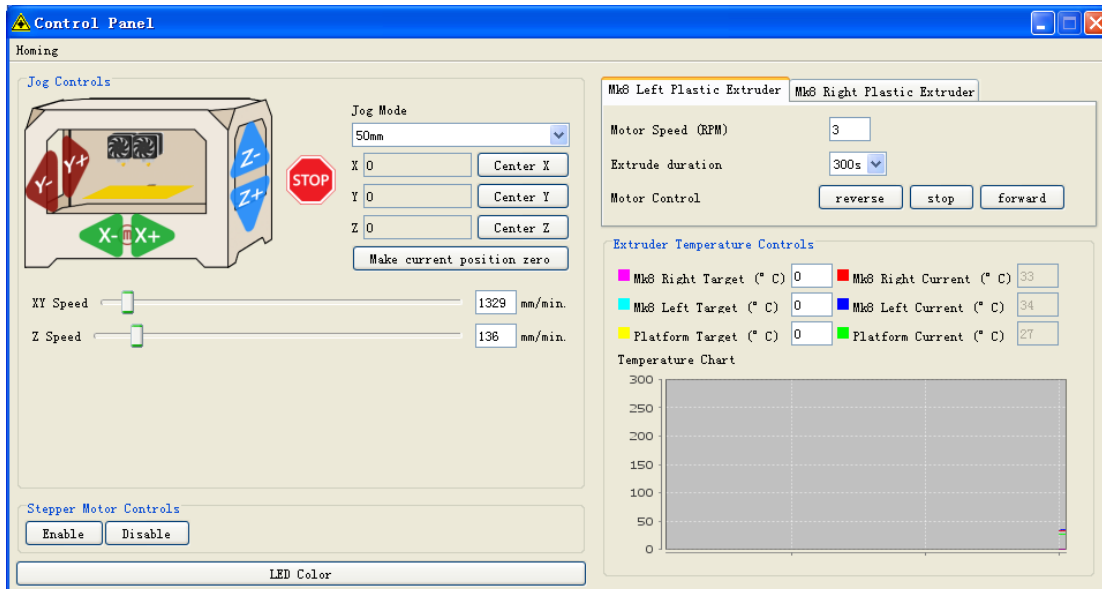 Control Panel
Homing
Jog Controls
Y-
Y+
Z-
Z+
X-
X+
STOP
Jog Mode
50mm
X 0 Center X
Y 0 Center Y
Z 0 Center Z
Make current position zero
XY Speed 1329 mm/min.
Z Speed 136 mm/min.
Stepper Motor Controls
Enable Disable
LED Color
Mk8 Left Plastic Extruder Mk8 Right Plastic Extruder
Motor Speed (RPM) 3
Extrude duration 300s
Motor Control reverse stop forward
Extruder Temperature Controls
Mk8 Right Target (° C) 0 Mk8 Right Current (° C) 33
Mk8 Left Target (° C) 0 Mk8 Left Current (° C) 34
Platform Target (° C) 0 Platform Current (° C) 27
Temperature Chart
300
250
200
150
100
50
0